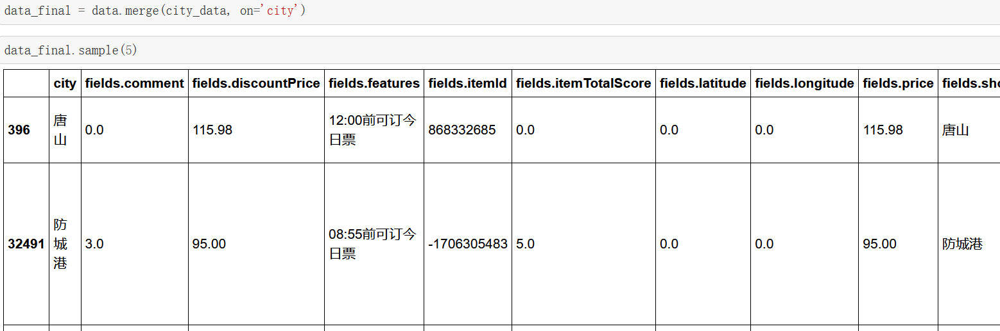 data_final = data.merge(city_data, on='city')
data_final.sample(5)
city fields.comment fields.discountPrice fields.features fields.itemId fields.itemTotalScore fields.latitude fields.longitude fields.price fields.sho
396 唐山 0.0 115.98 12:00前可订今日票 868332685 0.0 0.0 0.0 115.98 唐山
32491 防城港 3.0 95.00 08:55前可订今日票 -1706305483 5.0 0.0 0.0 95.00 防城港